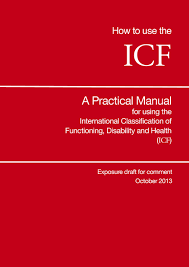 How to use the
ICF
A Practical Manual
for using the
International Classification of
Functioning, Disability and Health
(ICF)
Exposure draft for comment
October 2013